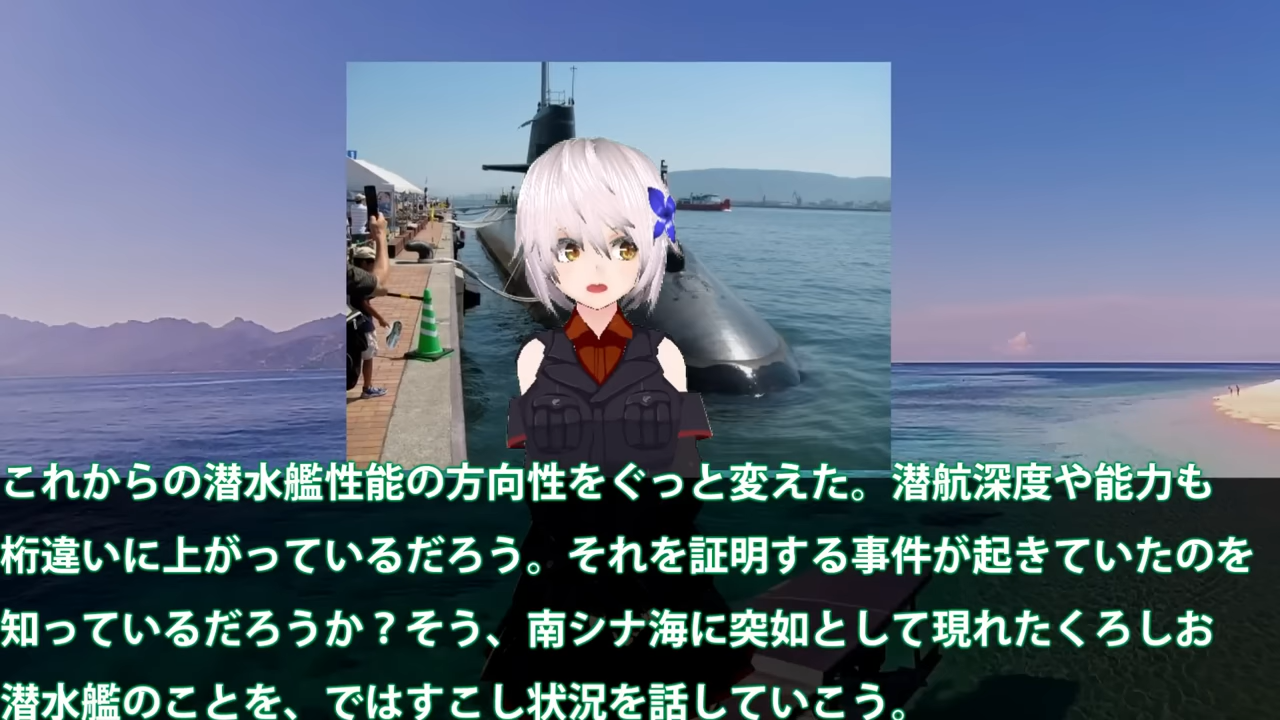 これからの潜水艦性能の方向性をぐっと変えた。潜航深度や能力も
桁違いに上がっているだろう。それを証明する事件が起きていたのを
知っているだろうか？そう、南シナ海に突如として現れたくろしお
潜水艦のことを、ではすこし状況を話していこう。